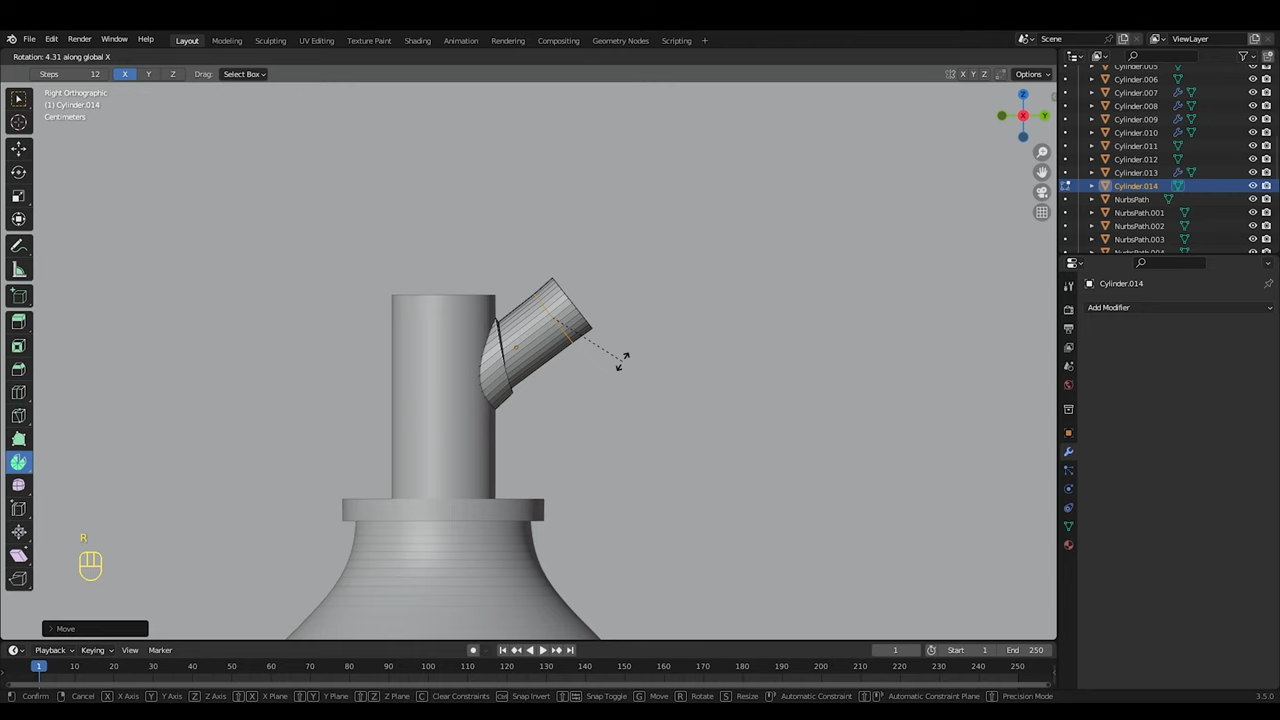 File Edit Render Window Help Layout Modeling Sculpting UV Editing Texture Paint Shading Animation Rendering Compositing Geometry Nodes Scripting + Scene ViewLayer
Rotation: 4.31 along global X
Steps 12 X Y Z Drag: Select Box X Y Z Options
Right Orthographic
(1) Cylinder.014
Centimeters
Z
Y
X
Cylinder.005
Cylinder.006
Cylinder.007
Cylinder.008
Cylinder.009
Cylinder.010
Cylinder.011
Cylinder.012
Cylinder.013
Cylinder.014
NurbsPath
NurbsPath.001
NurbsPath.002
NurbsPath.003
Cylinder.014
Add Modifier
R
Move
Playback Keying View Marker 1 Start 1 End 250
1 10 20 30 40 50 60 70 80 90 100 110 120 130 140 150 160 170 180 190 200 210 220 230 240 250
Confirm Cancel X X Axis Y Y Axis Z Z Axis X X Plane Y Y Plane Z Z Plane C Clear Constraints Snap Invert Snap Toggle G Move R Rotate S Resize Automatic Constraint Automatic Constraint Plane Precision Mode 3.5.0